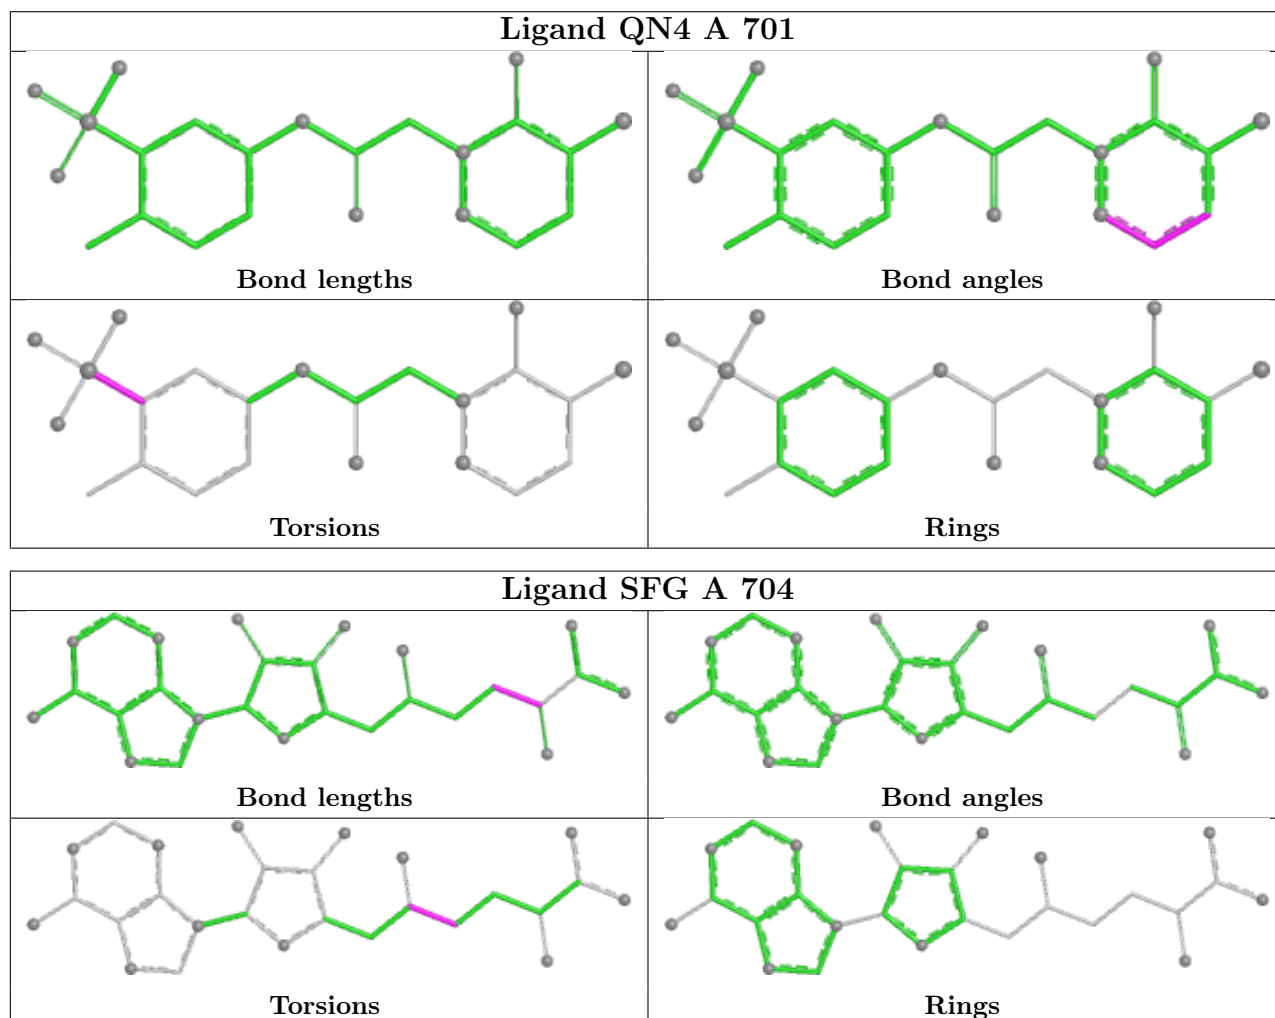 Ligand QN4 A 701
Bond lengths
Bond angles
Torsions
Rings
Ligand SFG A 704
Bond lengths
Bond angles
Torsions
Rings